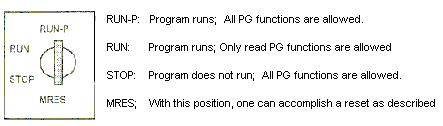 RUN-P
RUN
STOP
MRES
RUN-P: Program runs; All PG functions are allowed.
RUN: Program runs; Only read PG functions are allowed
STOP: Program does not run; All PG functions are allowed.
MRES; With this position, one can accomplish a reset as described